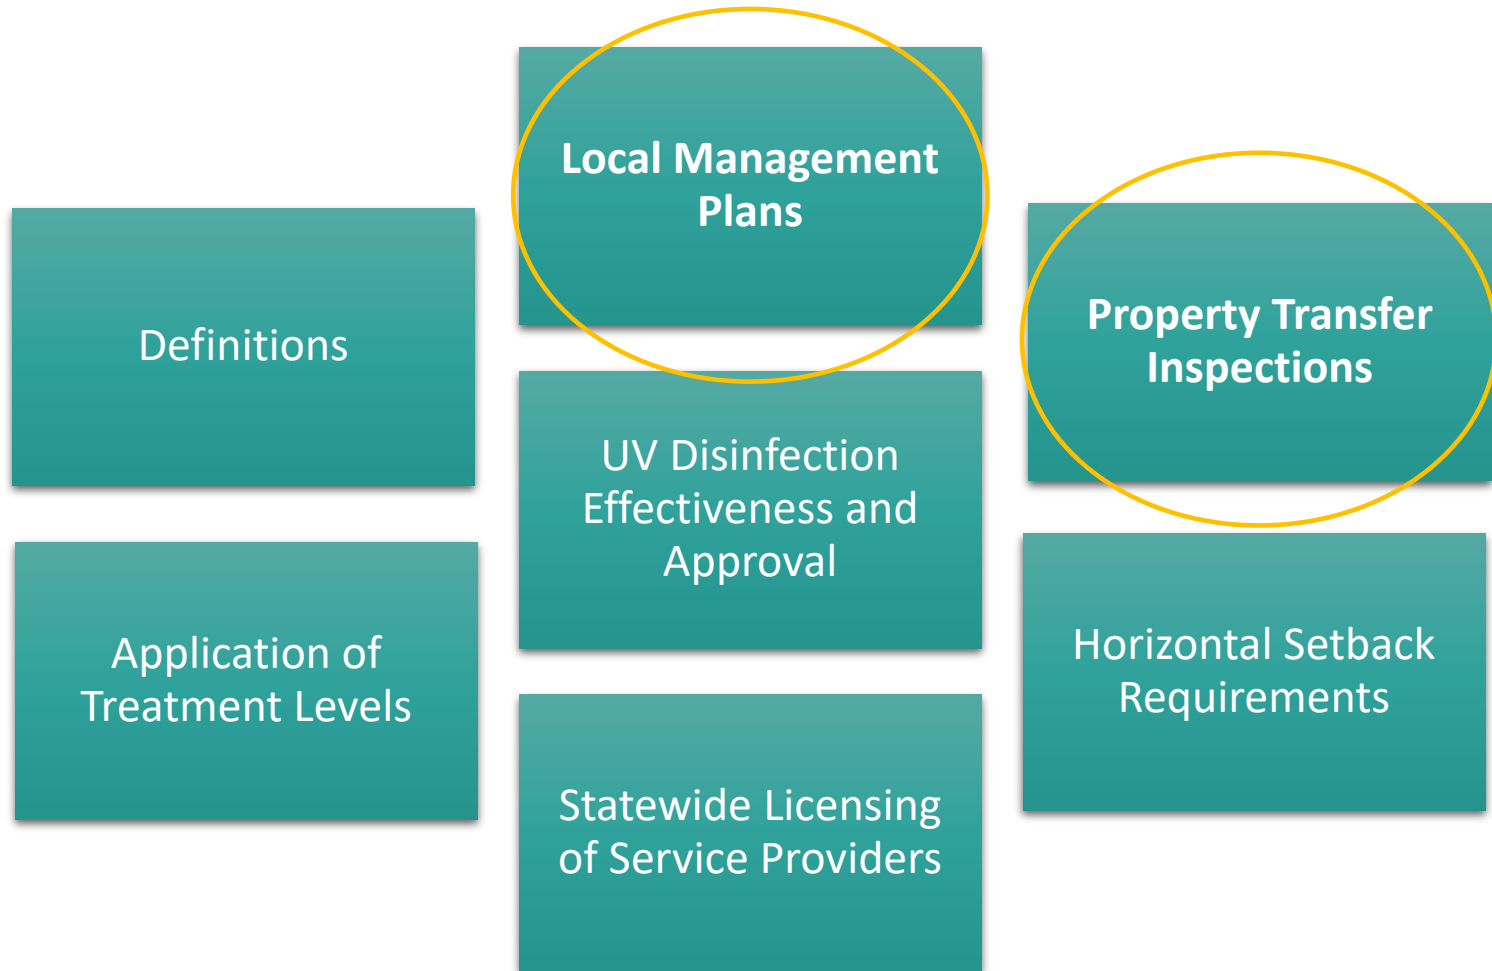 Definitions
Application of
Treatment Levels
Local Management
Plans
UV Disinfection
Effectiveness and
Approval
Statewide Licensing
of Service Providers
Property Transfer
Inspections
Horizontal Setback
Requirements